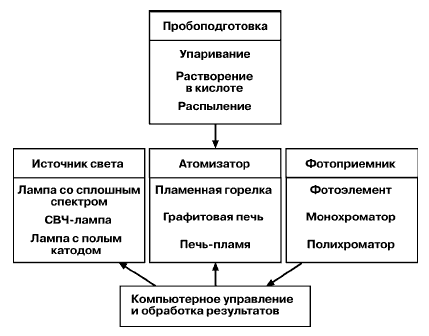 Пробоподготовка
Упаривание
Растворение
в кислоте
Распыление
Источник света
Лампа со сплошным
спектром
СВЧ-лампа
Лампа с полым
катодом
Атомизатор
Пламенная горелка
Графитовая печь
Печь-пламя
Фотоприемник
Фотоэлемент
Монохроматор
Полихроматор
Компьютерное управление
и обработка результатов